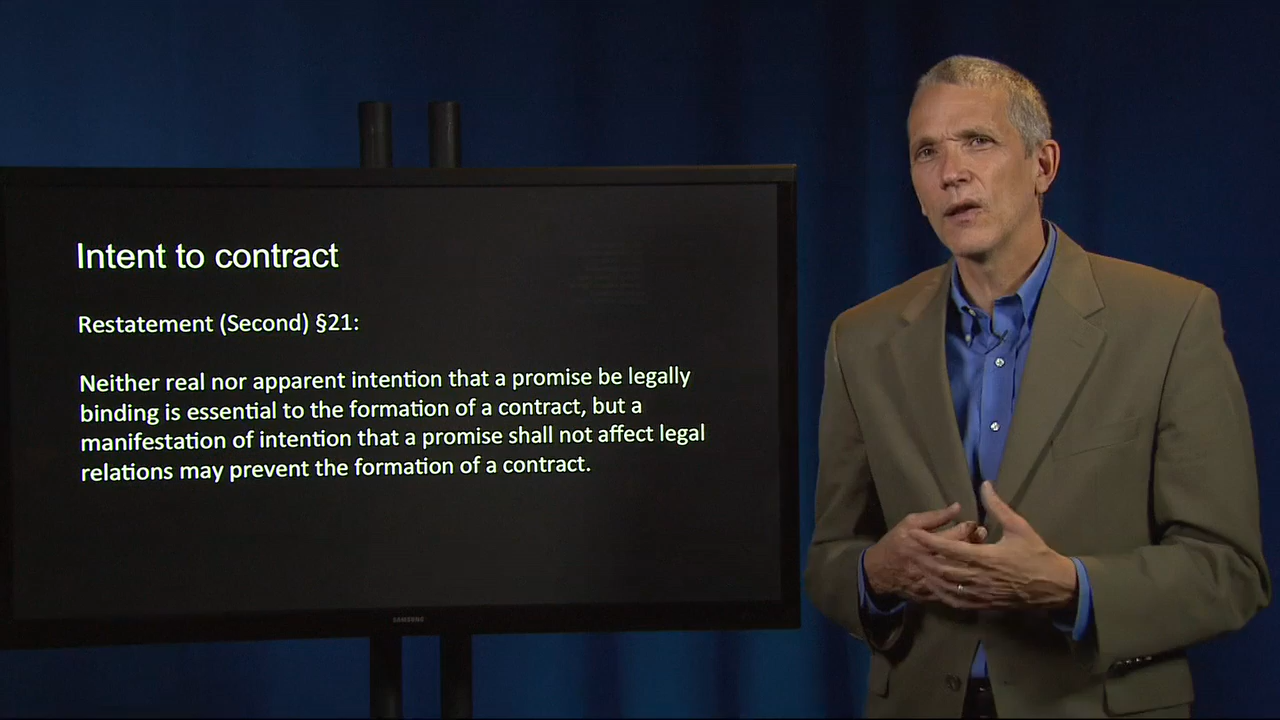 Intent to contract
Restatement (Second) §21:
Neither real nor apparent intention that a promise be legally
binding is essential to the formation of a contract, but a
manifestation of intention that a promise shall not affect legal
relations may prevent the formation of a contract.
SAMSUNG